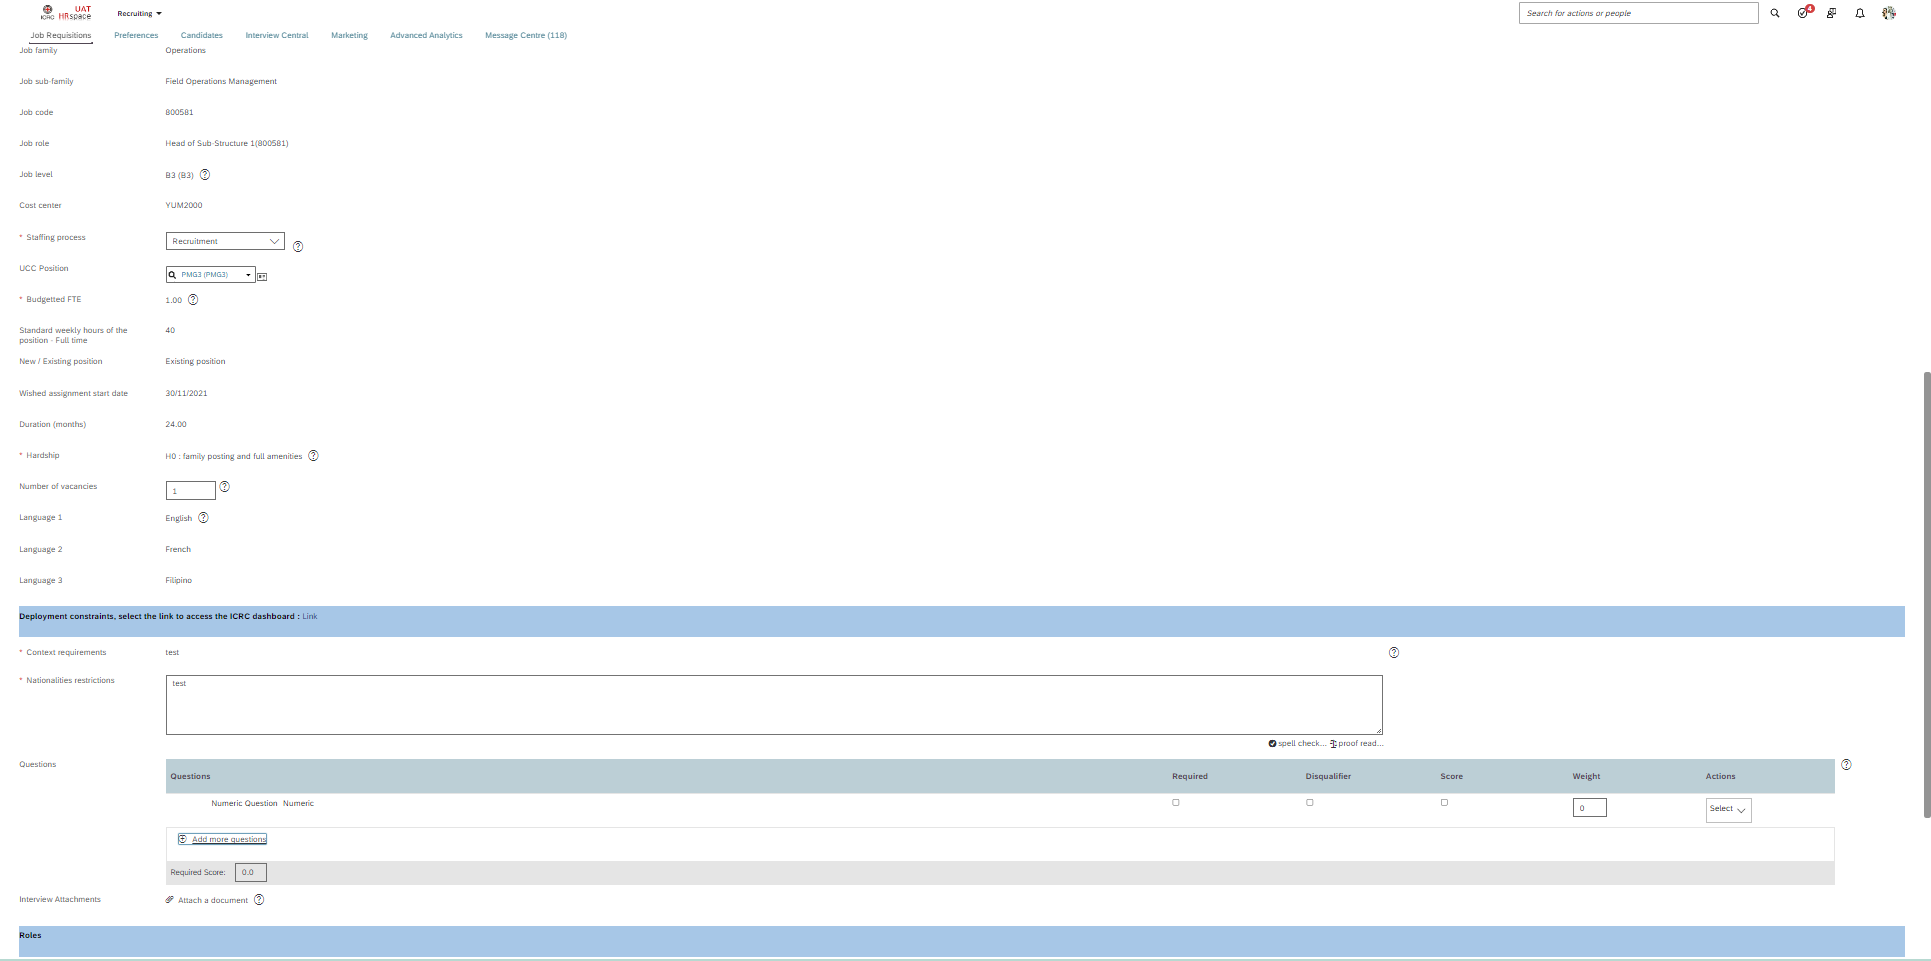 ICRC UAT HRspace
Recruiting
Search for actions or people
4
Job Requisitions Preferences Candidates Interview Central Marketing Advanced Analytics Message Centre (118)
Job family Operations
Job sub-family Field Operations Management
Job code 800581
Job role Head of Sub-Structure 1(800581)
Job level B3 (B3) ?
Cost center YUM2000
* Staffing process Recruitment ?
UCC Position PMG3 (PMG3)
* Budgetted FTE 1.00 ?
Standard weekly hours of the 40
position - Full time
New / Existing position Existing position
Wished assignment start date 30/11/2021
Duration (months) 24.00
* Hardship H0 : family posting and full amenities ?
Number of vacancies 1 ?
Language 1 English ?
Language 2 French
Language 3 Filipino
Deployment constraints, select the link to access the ICRC dashboard : Link
* Context requirements test ?
* Nationalities restrictions test
spell check... proof read...
Questions ?
Questions Required Disqualifier Score Weight Actions
Numeric Question Numeric 0 Select
Add more questions
Required Score: 0.0
Interview Attachments Attach a document ?
Roles